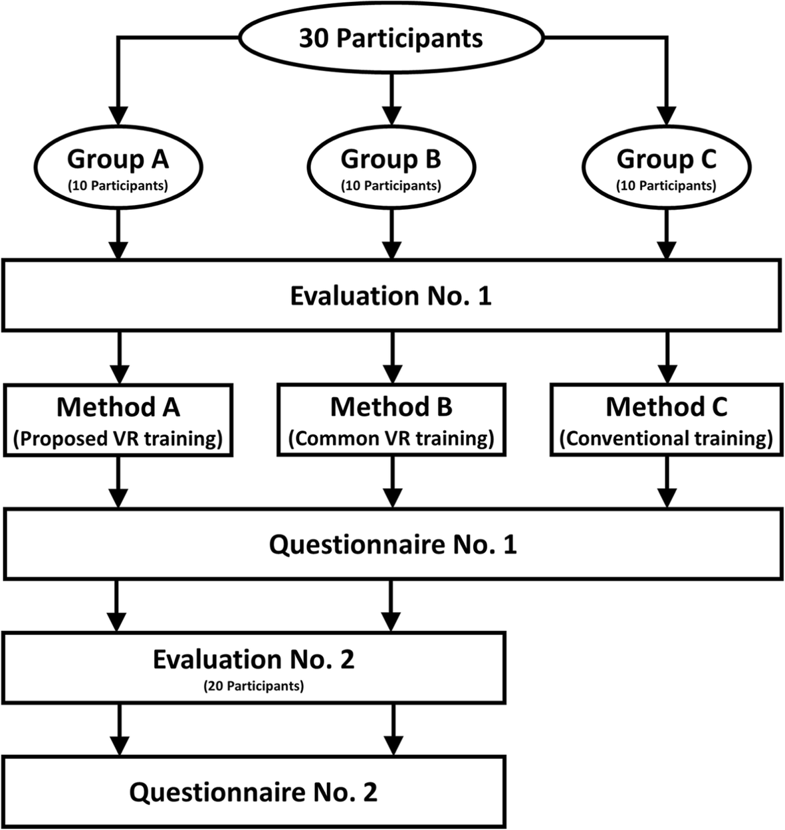 30 Participants
Group A
(10 Participants)
Group B
(10 Participants)
Group C
(10 Participants)
Evaluation No. 1
Method A
(Proposed VR training)
Method B
(Common VR training)
Method C
(Conventional training)
Questionnaire No. 1
Evaluation No. 2
(20 Participants)
Questionnaire No. 2